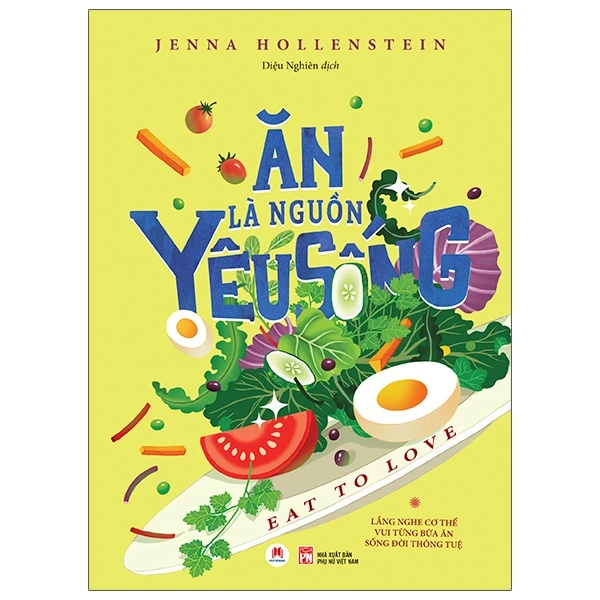 JENNA HOLLENSTEIN
Diệu Nghiên dịch
ĂN
LÀ NGUỒN
YÊU SỐNG
EAT TO LOVE
LẮNG NGHE CƠ THỂ
VUI TỪNG BỮA ĂN
SỐNG ĐỜI THÔNG TUỆ
PN
NHÀ XUẤT BẢN
PHỤ NỮ VIỆT NAM